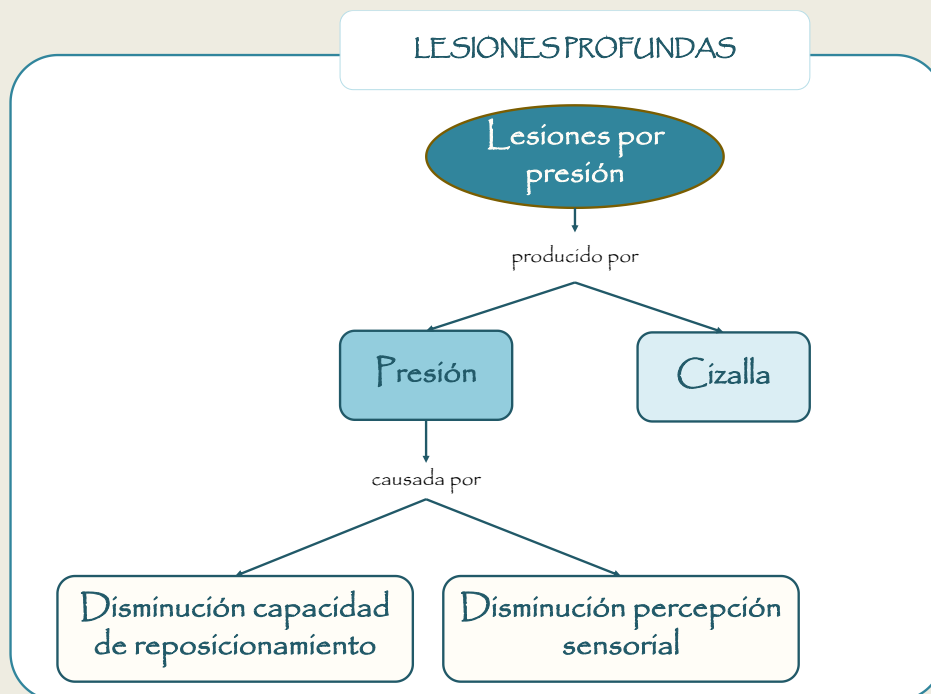 LESIONES PROFUNDAS
Lesiones por
presión
producido por
Presión
Cizalla
causada por
Disminución capacidad
de reposicionamiento
Disminución percepción
sensorial